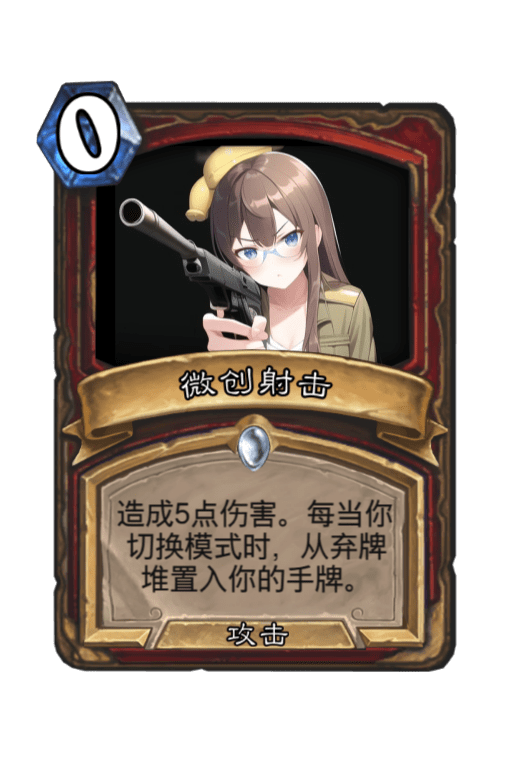 0
微创射击
造成5点伤害。每当你
切换模式时，从弃牌
堆置入你的手牌。
攻击